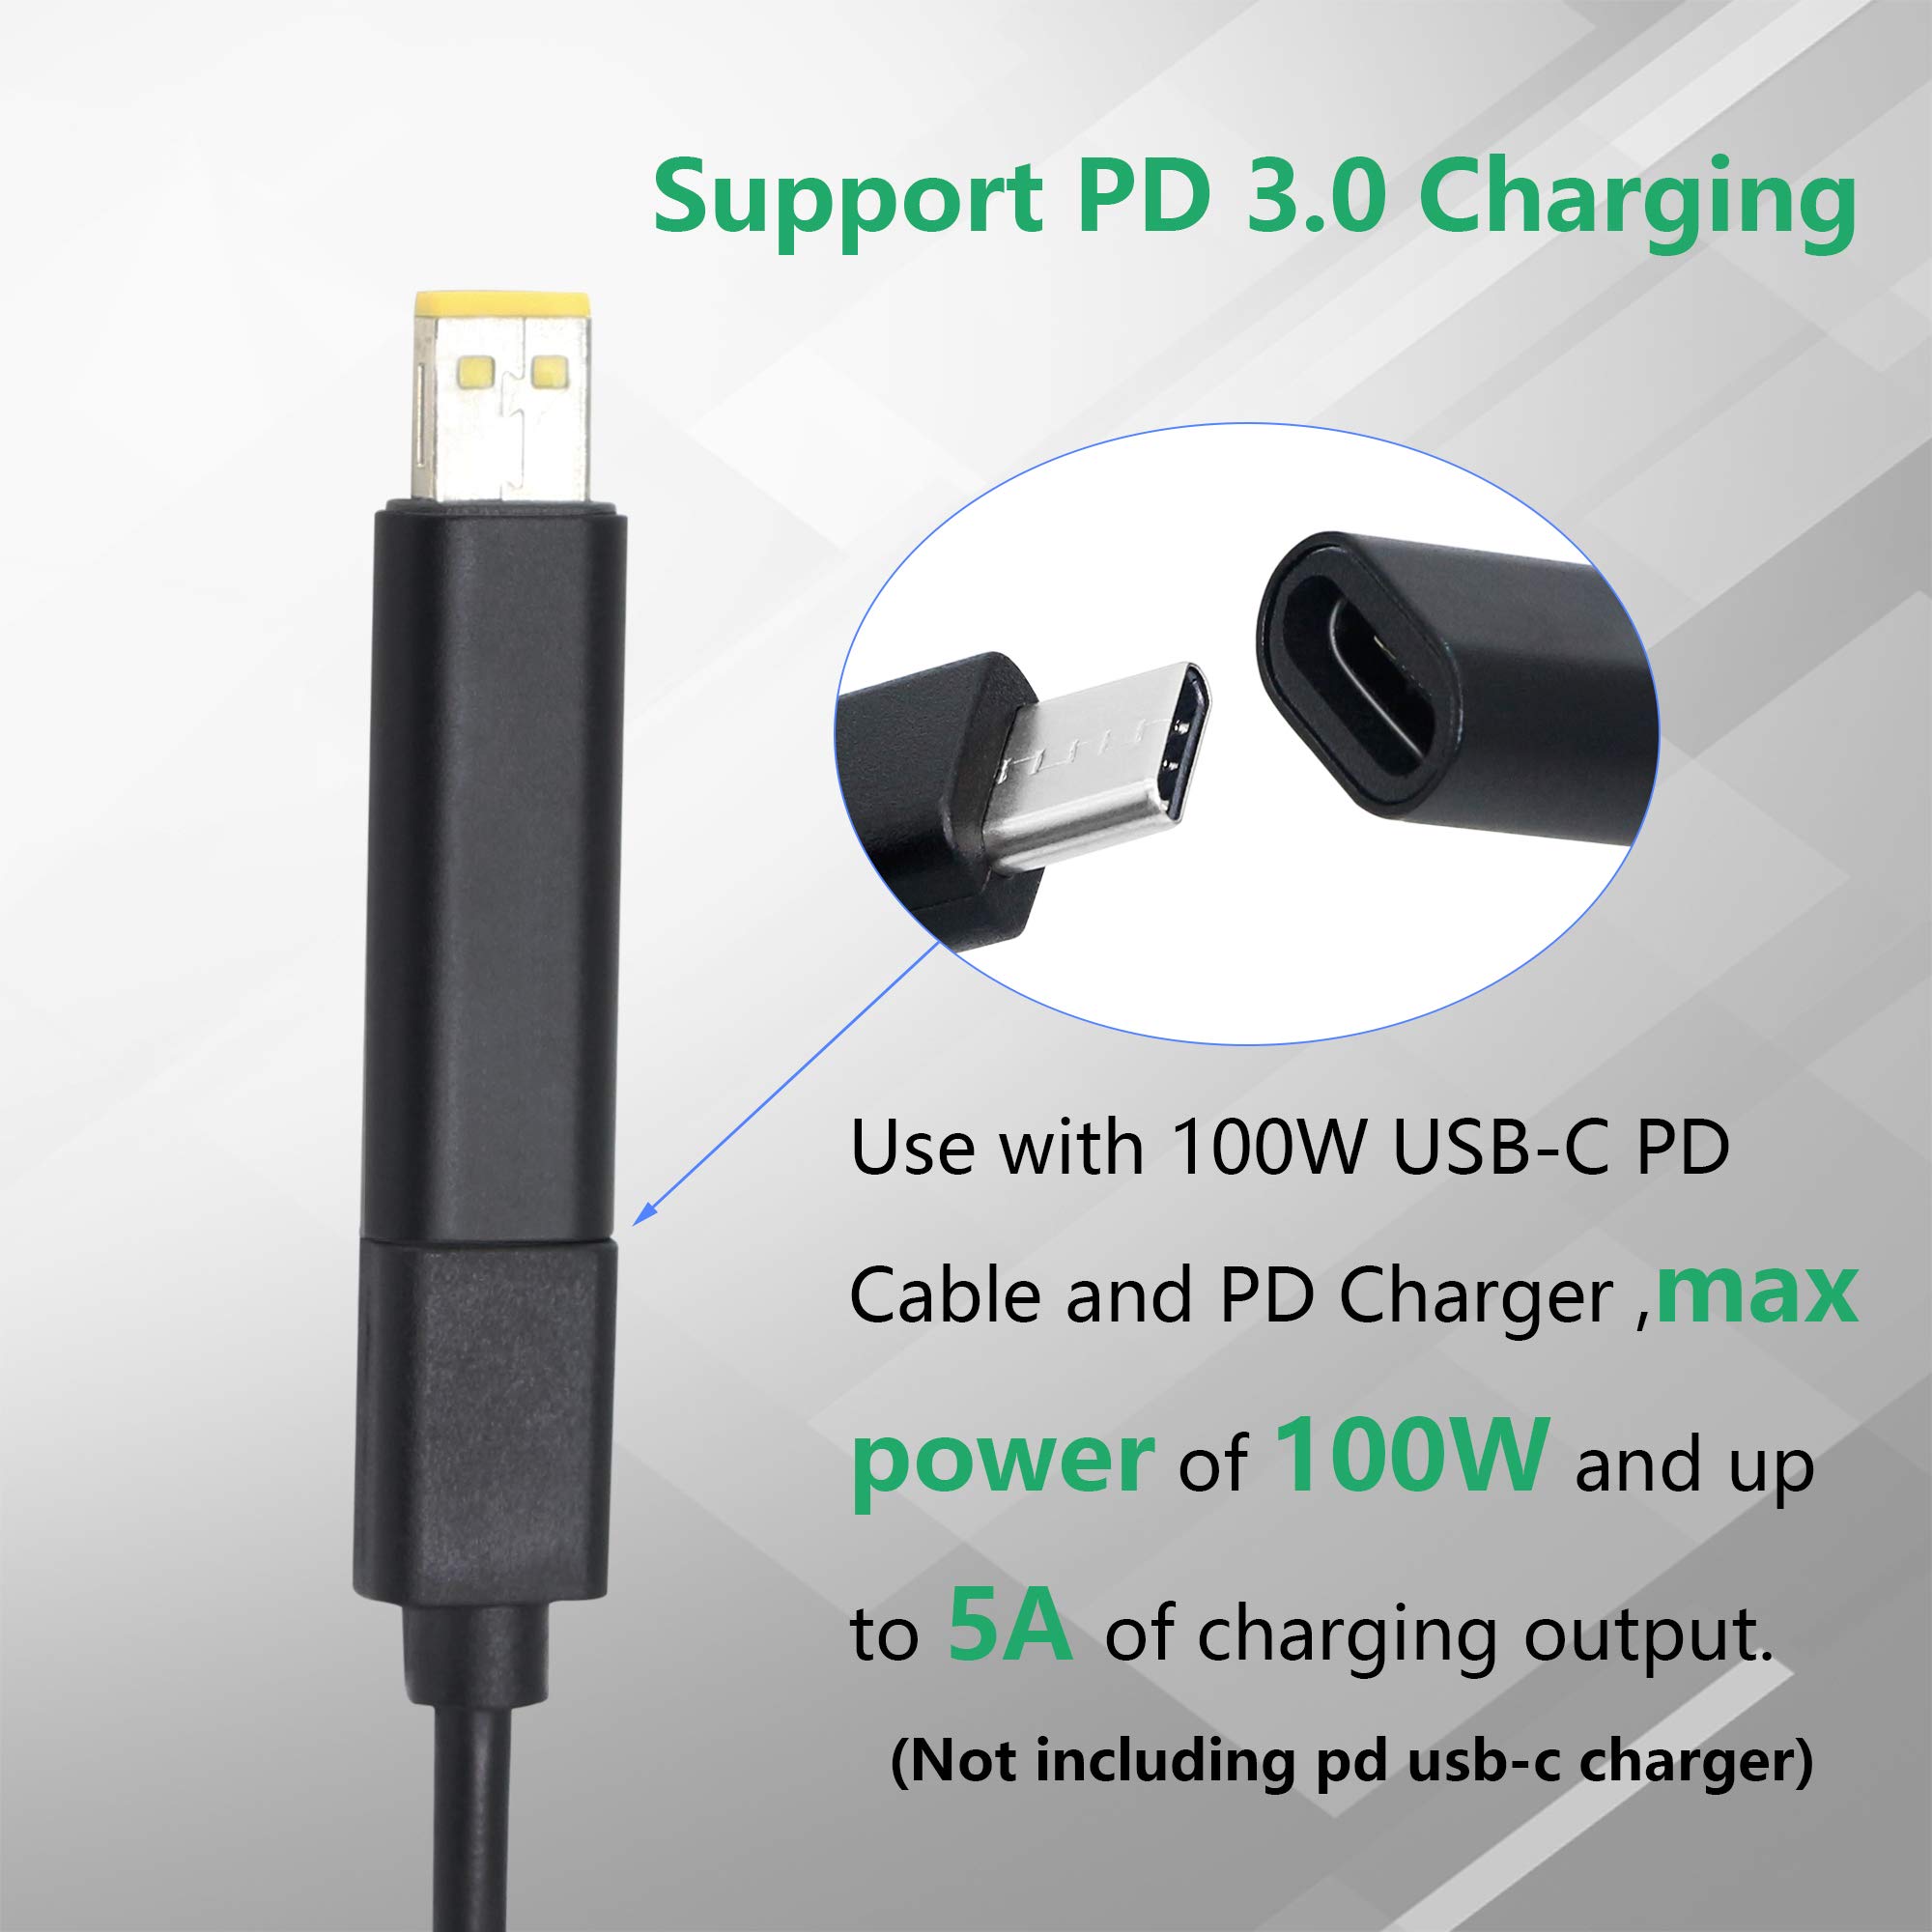 Support PD 3.0 Charging
Use with 100W USB-C PD
Cable and PD Charger ,max
power of 100W and up
to 5A of charging output.
(Not including pd usb-c charger)